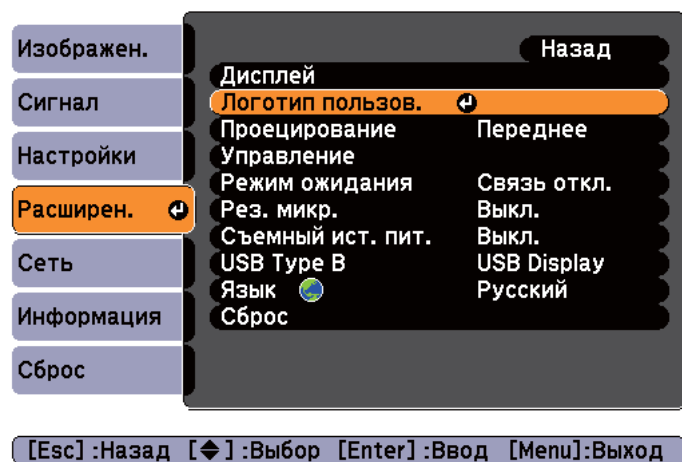 Изображен.
Сигнал
Настройки
Расширен.
Сеть
Информация
Сброс
Назад
Дисплей
Логотип пользов.
Проецирование Переднее
Управление
Режим ожидания Связь откл.
Рез. микр. Выкл.
Съемный ист. пит. Выкл.
USB Type B USB Display
Язык Русский
Сброс
[Esc] :Назад [◆] :Выбор [Enter] :Ввод [Menu]:Выход